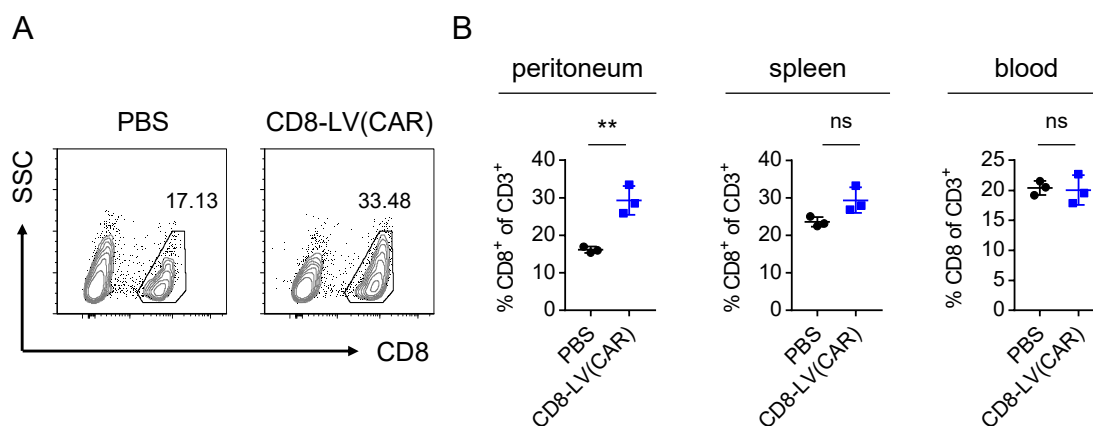 A
PBS CD8-LV(CAR)
SSC
17.13 33.48
CD8
B
peritoneum
**
% CD8⁺ of CD3⁺
40
30
20
10
0
PBS
CD8-LV(CAR)
spleen
ns
% CD8⁺ of CD3⁺
40
30
20
10
0
PBS
CD8-LV(CAR)
blood
ns
% CD8 of CD3⁺
25
20
15
10
5
0
PBS
CD8-LV(CAR)